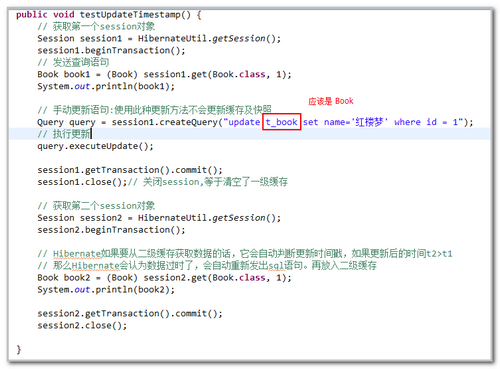 public void testUpdateTimestamp() {
// 获取第一个session对象
Session session1 = HibernateUtil.getSession();
session1.beginTransaction();
// 发送查询语句
Book book1 = (Book) session1.get(Book.class, 1);
System.out.println(book1);
应该是 Book
// 手动更新语句:使用此种更新方法不会更新缓存及快照
Query query = session1.createQuery("update t_book set name='红楼梦' where id = 1");
// 执行更新
query.executeUpdate();
session1.getTransaction().commit();
session1.close();// 关闭session,等于清空了一级缓存
// 获取第二个session对象
Session session2 = HibernateUtil.getSession();
session2.beginTransaction();
// Hibernate如果要从二级缓存获取数据的话，它会自动判断更新时间戳，如果更新后的时间t2>t1
// 那么Hibernate会认为数据过时了，会自动重新发出sql语句。再放入二级缓存
Book book2 = (Book) session2.get(Book.class, 1);
System.out.println(book2);
session2.getTransaction().commit();
session2.close();
}